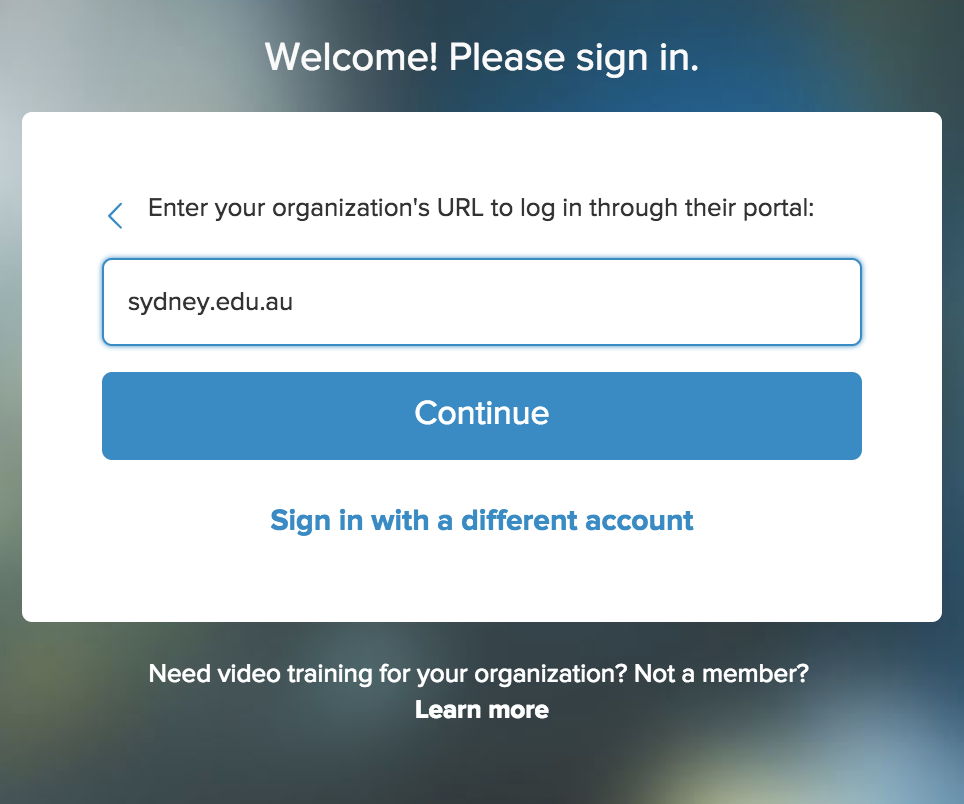 Welcome! Please sign in.
Enter your organization's URL to log in through their portal:
sydney.edu.au
Continue
Sign in with a different account
Need video training for your organization? Not a member?
Learn more